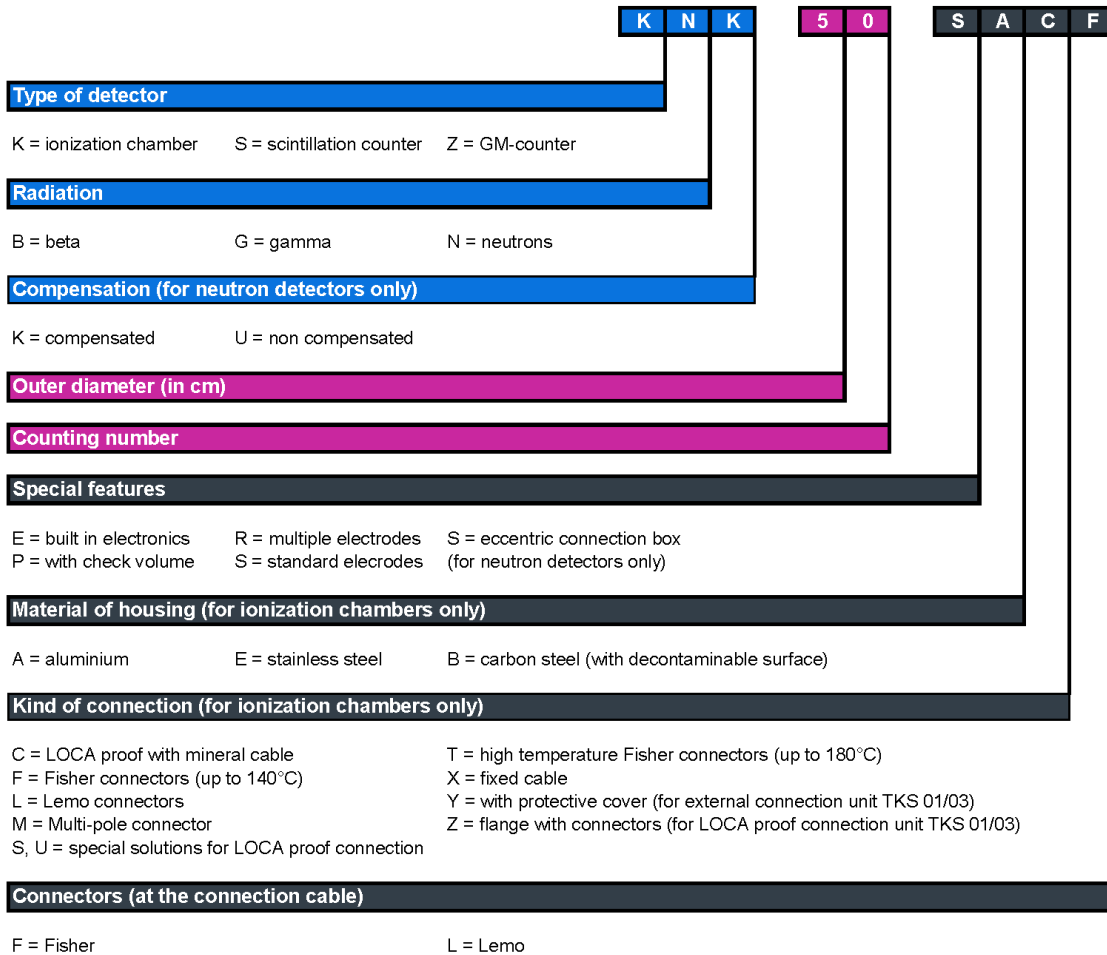 K N K 5 0 S A C F
Type of detector
K = ionization chamber S = scintillation counter Z = GM-counter
Radiation
B = beta G = gamma N = neutrons
Compensation (for neutron detectors only)
K = compensated U = non compensated
Outer diameter (in cm)
Counting number
Special features
E = built in electronics R = multiple electrodes S = eccentric connection box
P = with check volume S = standard elecrodes (for neutron detectors only)
Material of housing (for ionization chambers only)
A = aluminium E = stainless steel B = carbon steel (with decontaminable surface)
Kind of connection (for ionization chambers only)
C = LOCA proof with mineral cable T = high temperature Fisher connectors (up to 180°C)
F = Fisher connectors (up to 140°C) X = fixed cable
L = Lemo connectors Y = with protective cover (for external connection unit TKS 01/03)
M = Multi-pole connector Z = flange with connectors (for LOCA proof connection unit TKS 01/03)
S, U = special solutions for LOCA proof connection
Connectors (at the connection cable)
F = Fisher L = Lemo